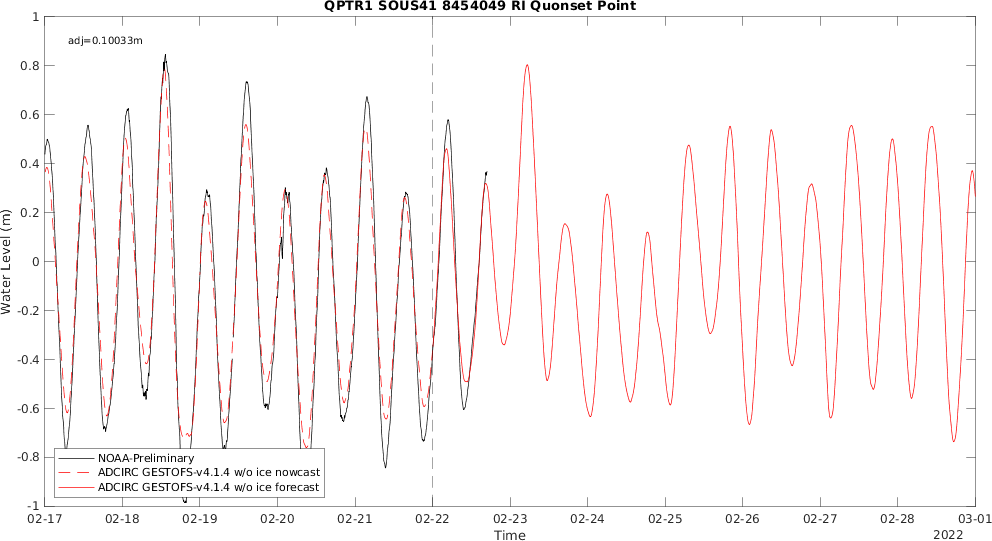 QPTR1 SOUS41 8454049 RI Quonset Point
adj=0.10033m
1
0.8
0.6
0.4
0.2
0
-0.2
-0.4
-0.6
-0.8
-1
Water Level (m)
NOAA-Preliminary
ADCIRC GESTOFS-v4.1.4 w/o ice nowcast
ADCIRC GESTOFS-v4.1.4 w/o ice forecast
02-17 02-18 02-19 02-20 02-21 02-22 02-23 02-24 02-25 02-26 02-27 02-28 03-01
Time
2022